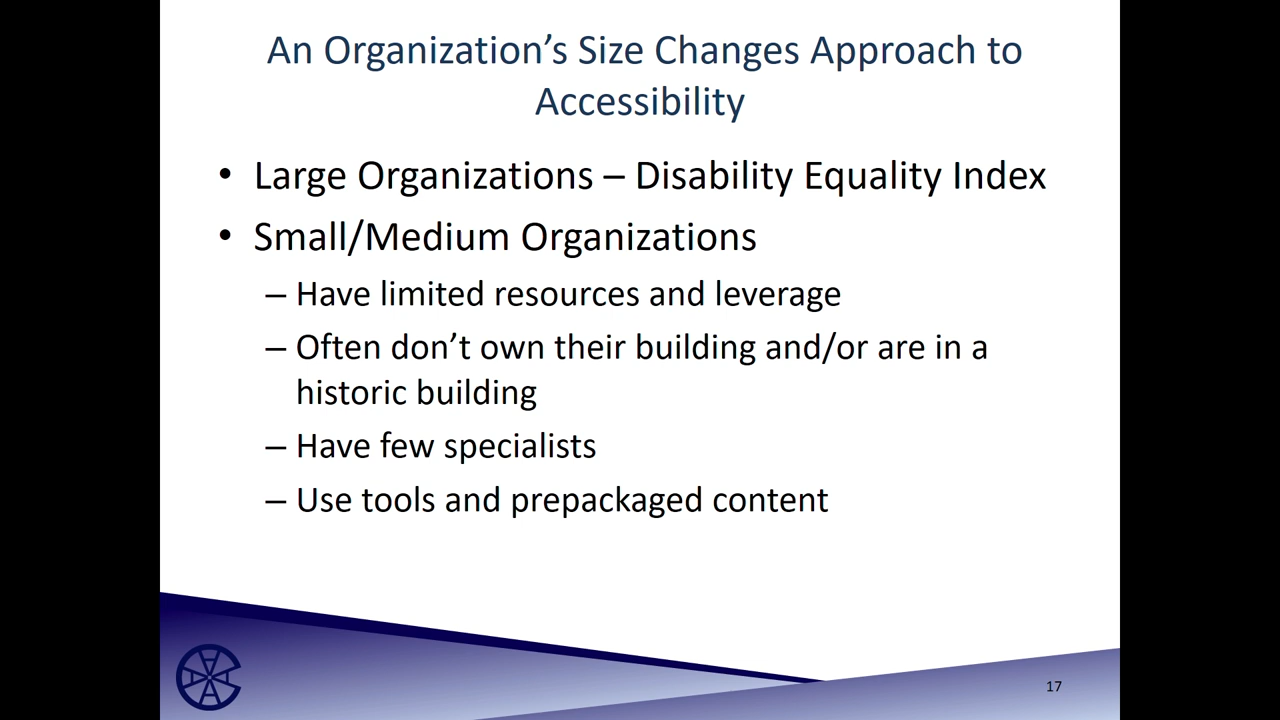 An Organization’s Size Changes Approach to
Accessibility
• Large Organizations – Disability Equality Index
• Small/Medium Organizations
– Have limited resources and leverage
– Often don’t own their building and/or are in a
historic building
– Have few specialists
– Use tools and prepackaged content
17